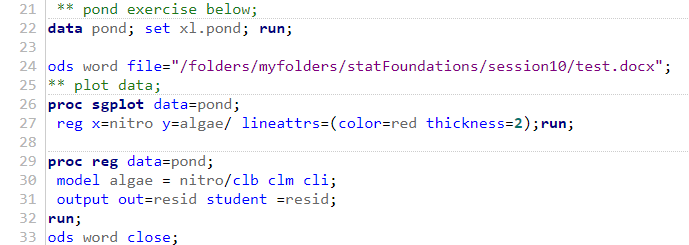 21 ** pond exercise below;
22 data pond; set xl.pond; run;
23
24 ods word file="/folders/myfolders/statFoundations/session10/test.docx";
25 ** plot data;
26 proc sgplot data=pond;
27 reg x=nitro y=algae/ lineattrs=(color=red thickness=2);run;
28
29 proc reg data=pond;
30 model algae = nitro/clb clm cli;
31 output out=resid student =resid;
32 run;
33 ods word close;